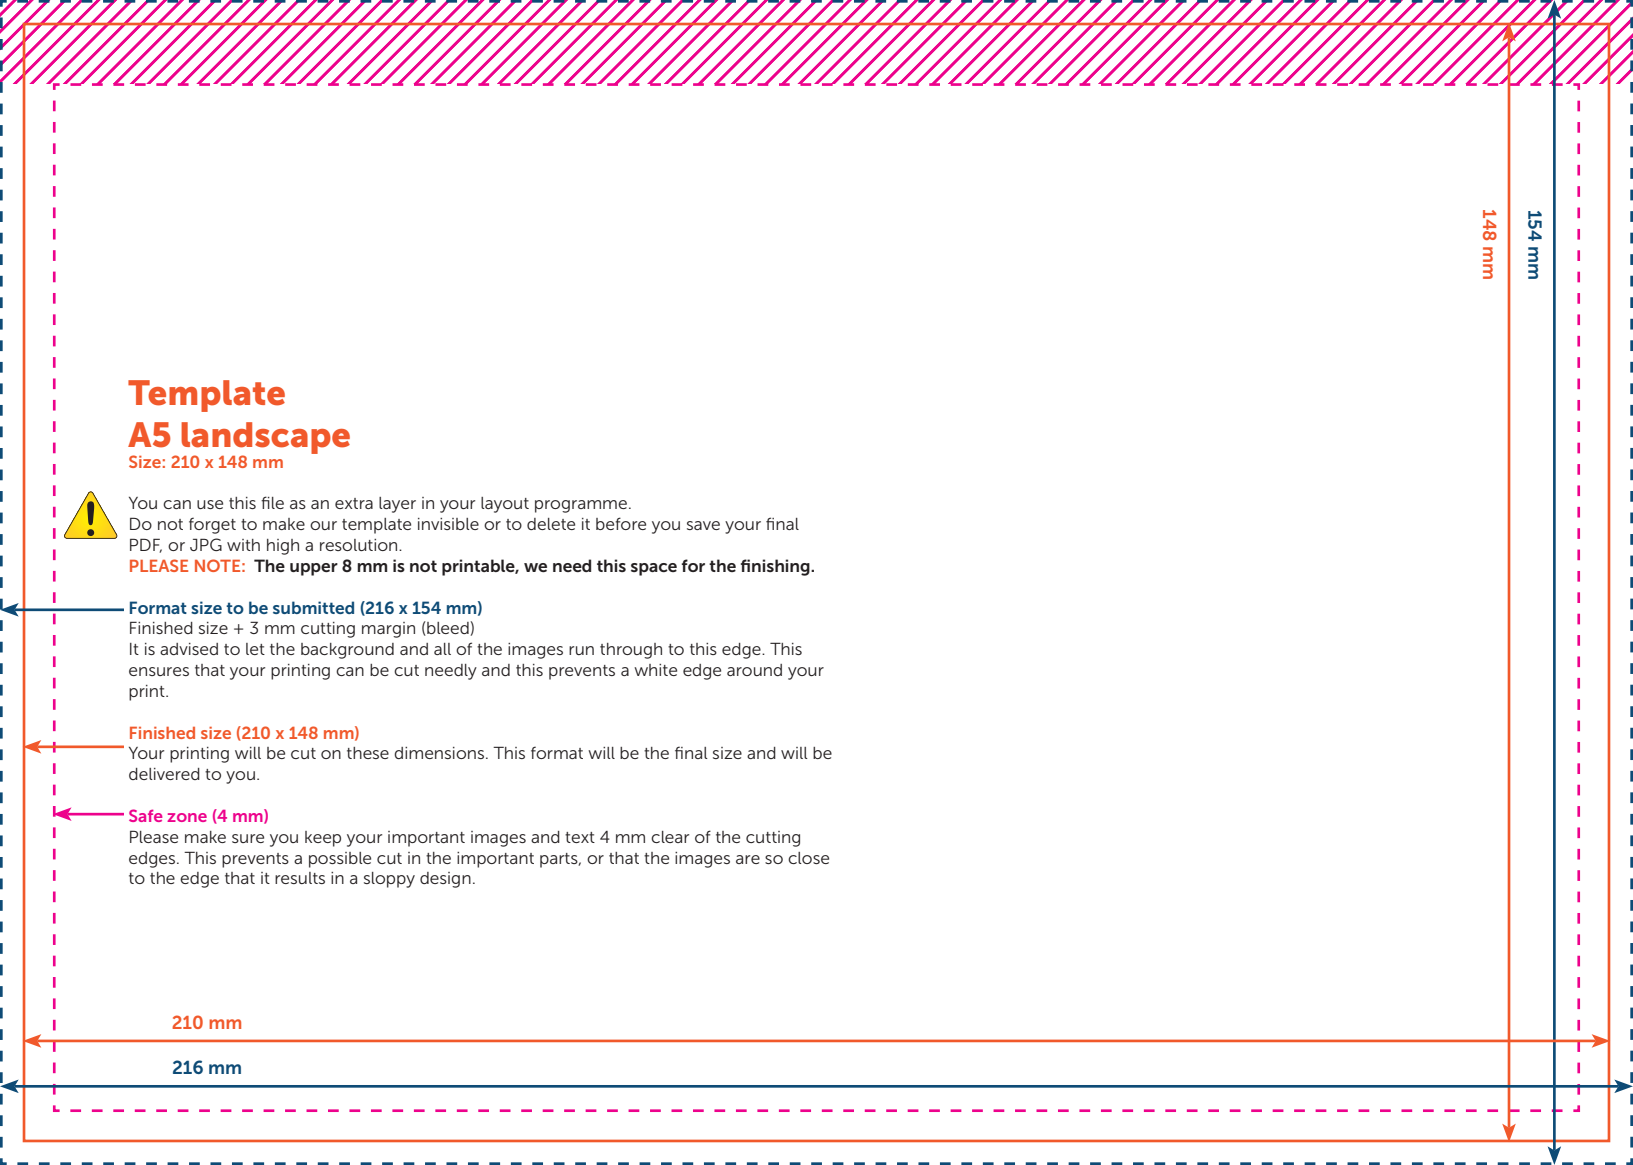 148 mm
154 mm
Template
A5 landscape
Size: 210 x 148 mm
You can use this file as an extra layer in your layout programme.
Do not forget to make our template invisible or to delete it before you save your final
PDF, or JPG with high a resolution.
PLEASE NOTE: The upper 8 mm is not printable, we need this space for the finishing.
Format size to be submitted (216 x 154 mm)
Finished size + 3 mm cutting margin (bleed)
It is advised to let the background and all of the images run through to this edge. This
ensures that your printing can be cut needly and this prevents a white edge around your
print.
Finished size (210 x 148 mm)
Your printing will be cut on these dimensions. This format will be the final size and will be
delivered to you.
Safe zone (4 mm)
Please make sure you keep your important images and text 4 mm clear of the cutting
edges. This prevents a possible cut in the important parts, or that the images are so close
to the edge that it results in a sloppy design.
210 mm
216 mm